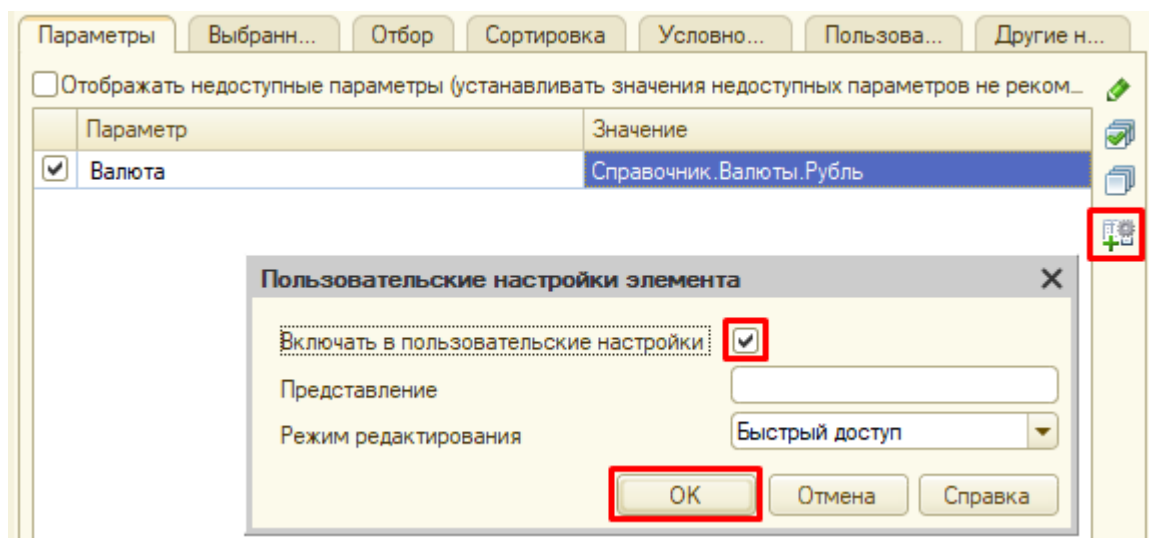 Параметры Выбранн... Отбор Сортировка Условно... Пользова... Другие н...
Отображать недоступные параметры (устанавливать значения недоступных параметров не реком...
Параметр Значение
Валюта Справочник.Валюты.Рубль
Пользовательские настройки элемента
Включать в пользовательские настройки
Представление
Режим редактирования Быстрый доступ
OK Отмена Справка